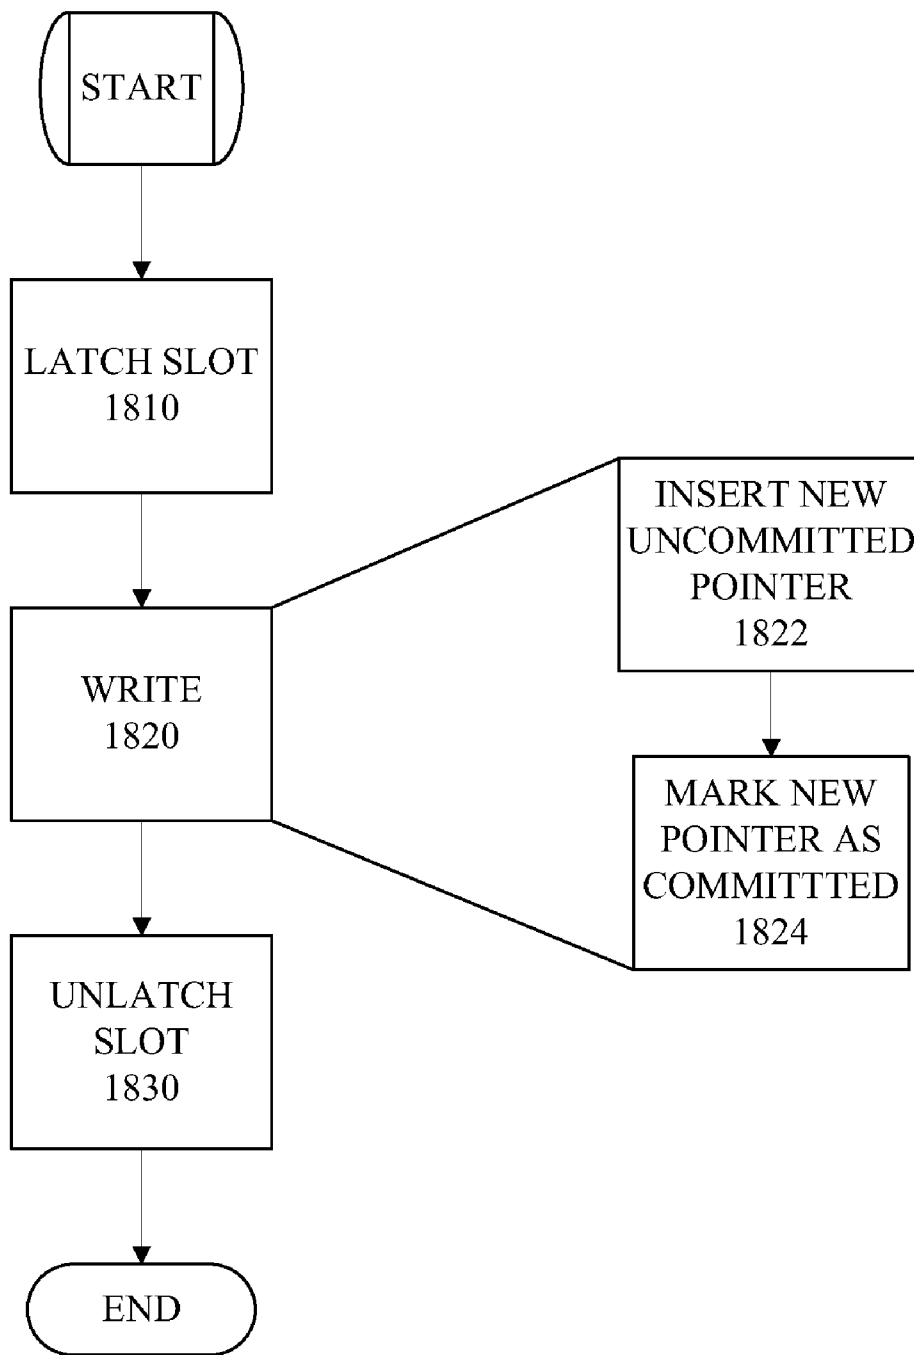 START
LATCH SLOT
1810
WRITE
1820
UNLATCH
SLOT
1830
END
INSERT NEW
UNCOMMITTED
POINTER
1822
MARK NEW
POINTER AS
COMMITTTED
1824